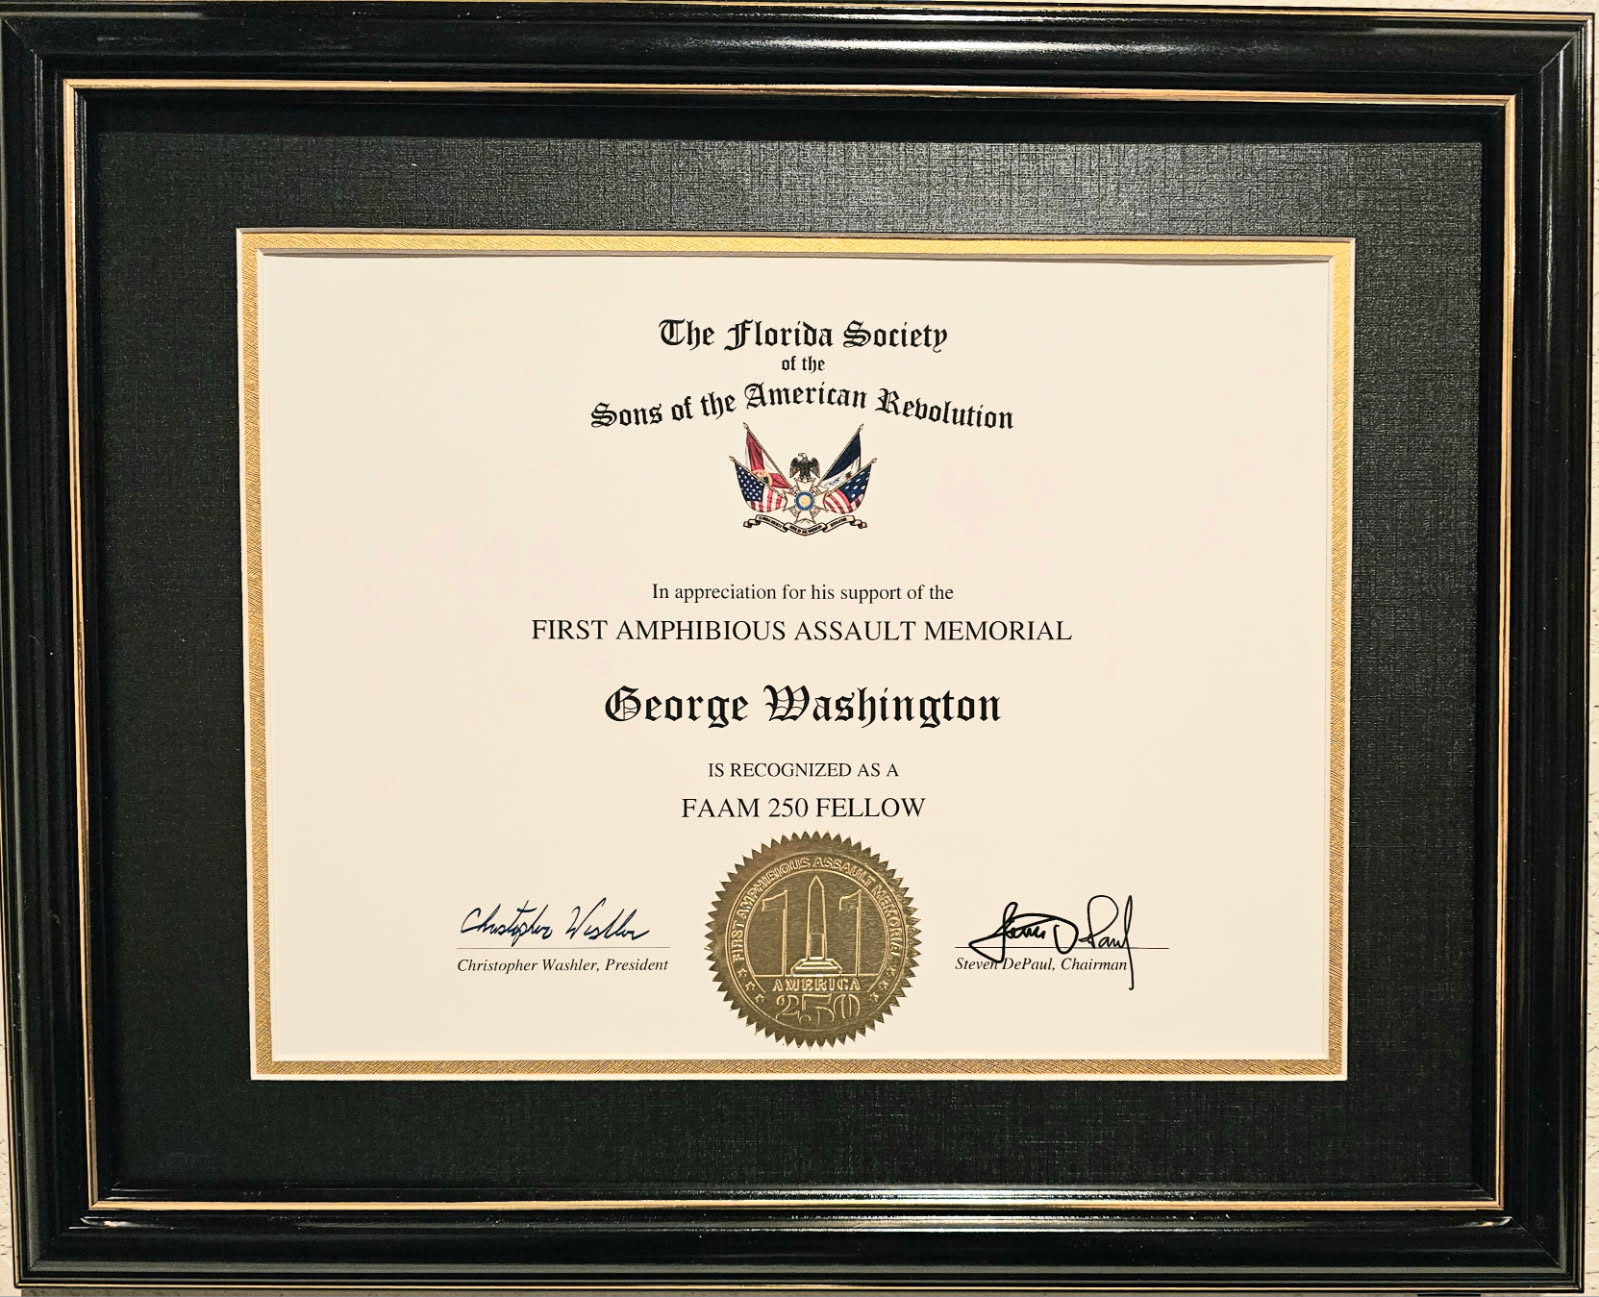 The Florida Society
of the
Sons of the American Revolution
In appreciation for his support of the
FIRST AMPHIBIOUS ASSAULT MEMORIAL
George Washington
IS RECOGNIZED AS A
FAAM 250 FELLOW
FIRST AMPHIBIOUS ASSAULT MEMORIAL
AMERICA
250
Christopher Washler
Christopher Washler, President
Steven DePaul, Chairman